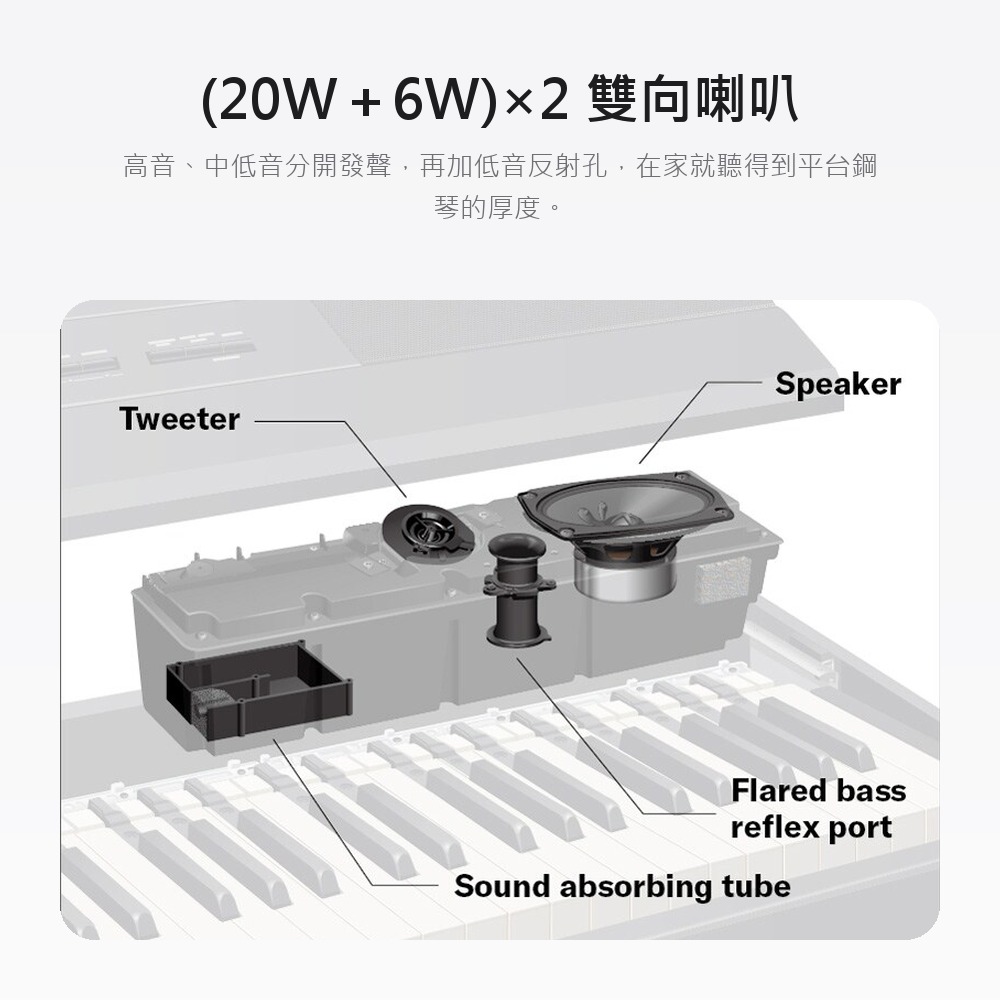 (20W + 6W)×2 雙向喇叭
高音、中低音分開發聲，再加低音反射孔，在家就聽得到平台鋼
琴的厚度。
Speaker
Tweeter
Flared bass
reflex port
Sound absorbing tube